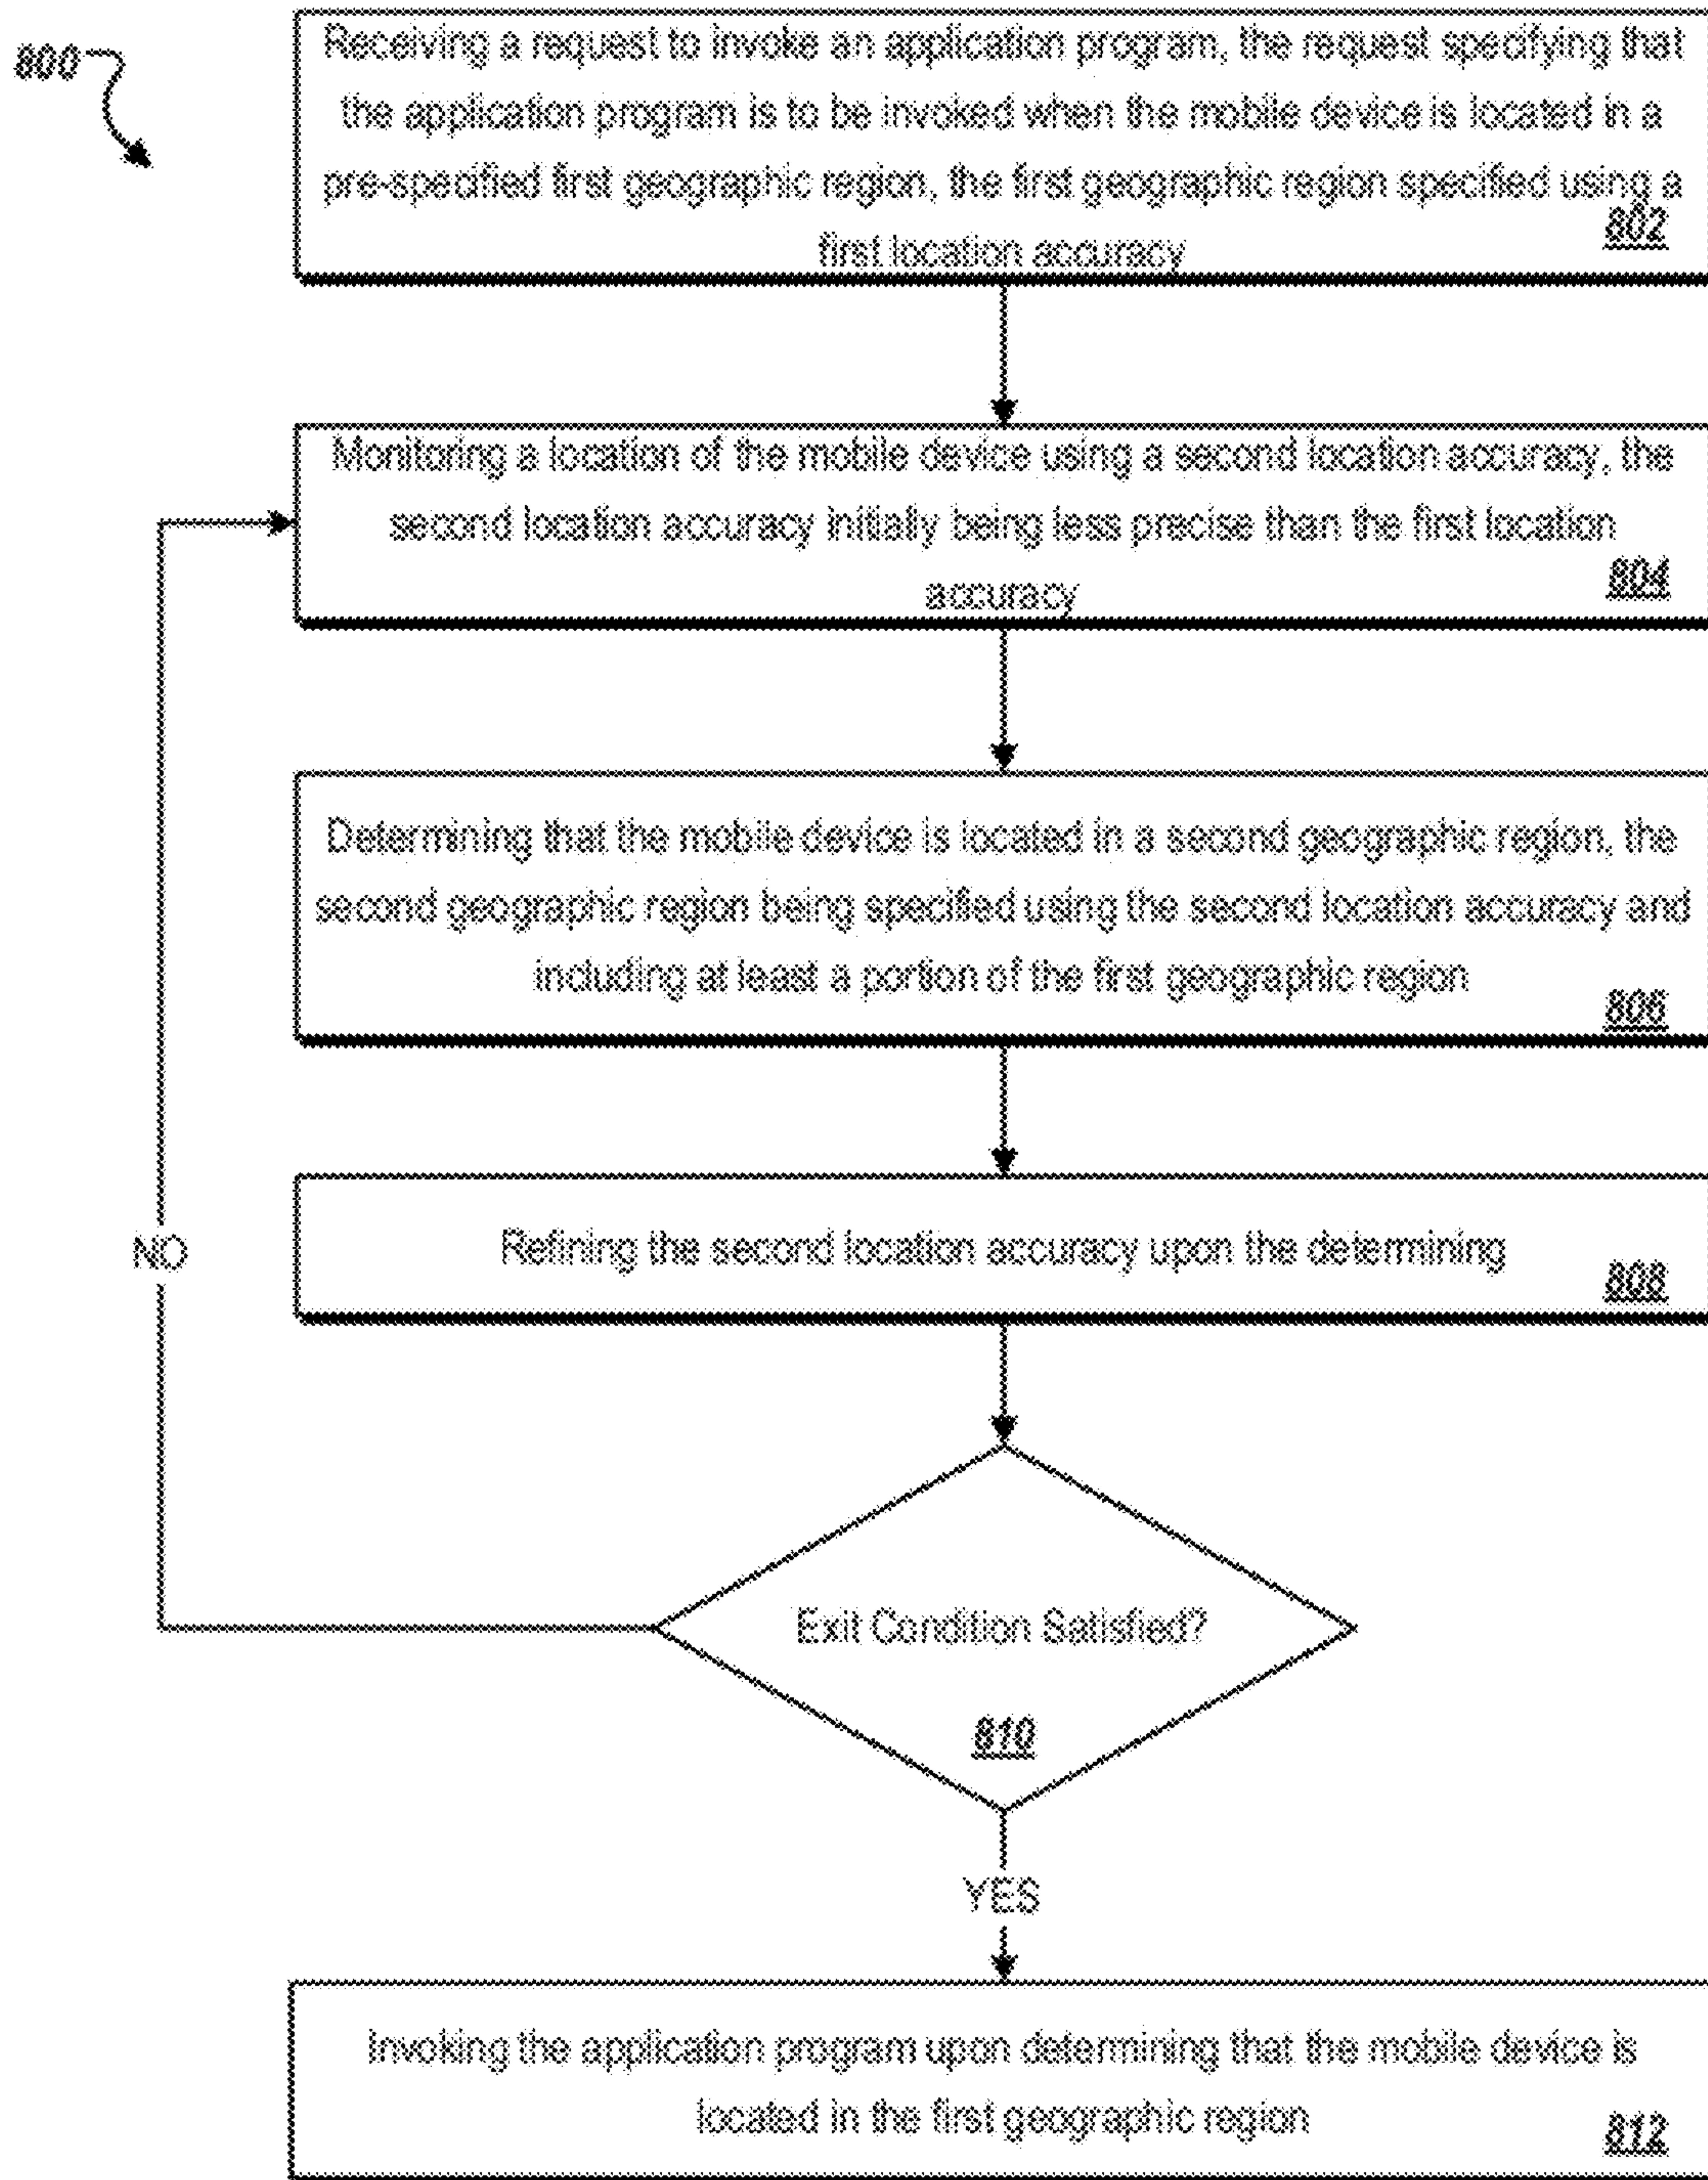 800
Receiving a request to invoke an application program, the request specifying that
the application program is to be invoked when the mobile device is located in a
pre-specified first geographic region, the first geographic region specified using a
802
first location accuracy
Monitoring a location of the mobile device using a second location accuracy, the
second location accuracy initially being less precise than the first location
804
accuracy
Determining that the mobile device is located in a second geographic region, the
second geographic region being specified using the second location accuracy and
including at least a portion of the first geographic region
806
Refining the second location accuracy upon the determining
808
NO
Exit Condition Satisfied?
810
YES
Invoking the application program upon determining that the mobile device is
located in the first geographic region
812